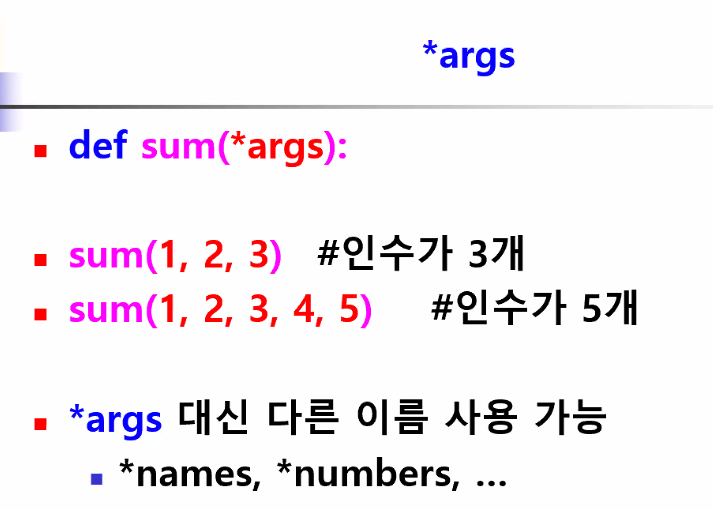 *args
def sum(*args):
sum(1, 2, 3) #인수가 3개
sum(1, 2, 3, 4, 5) #인수가 5개
*args 대신 다른 이름 사용 가능
*names, *numbers, ...